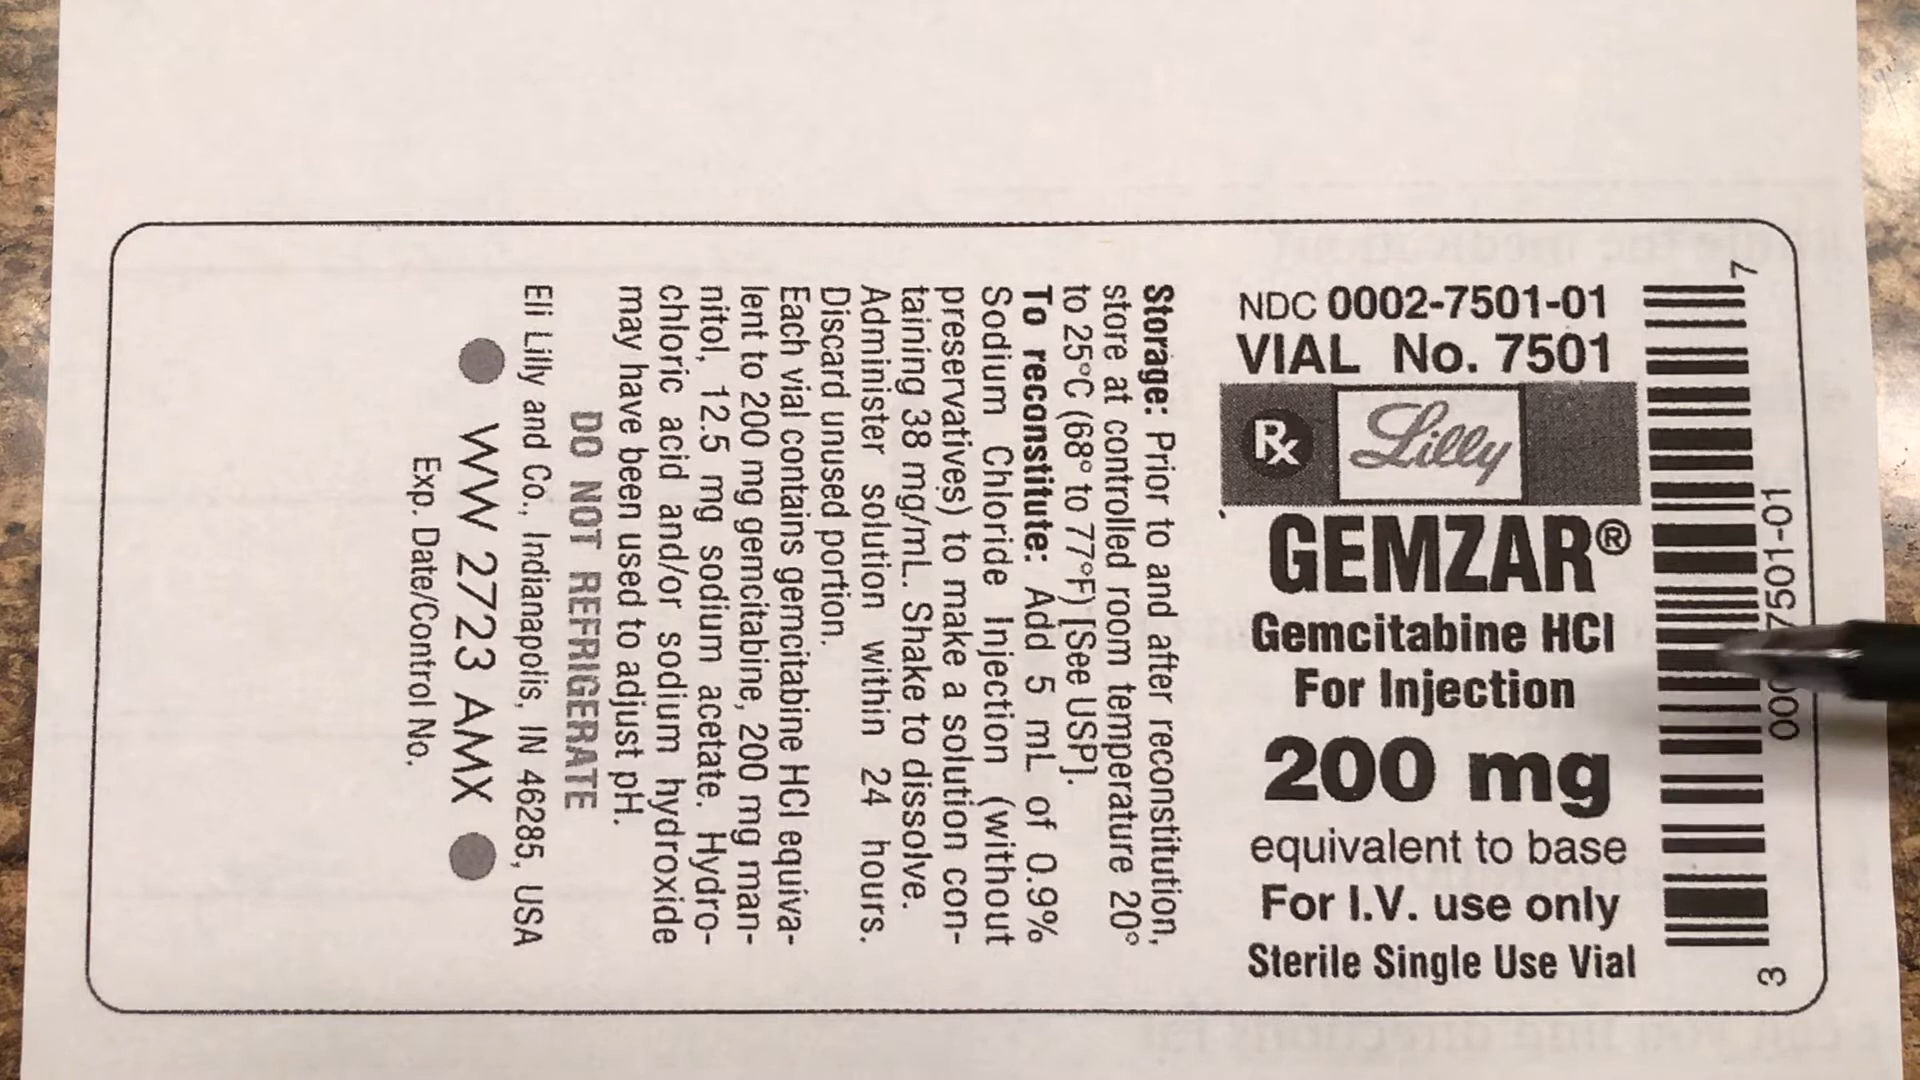 NDC 0002-7501-01
VIAL No. 7501
Rx Lilly
GEMZAR®
Gemcitabine HCl
For Injection
200 mg
equivalent to base
For I.V. use only
Sterile Single Use Vial
Storage: Prior to and after reconstitution,
store at controlled room temperature 20°
to 25°C (68° to 77°F) [See USP].
To reconstitute: Add 5 mL of 0.9%
Sodium Chloride Injection (without
preservatives) to make a solution con-
taining 38 mg/mL. Shake to dissolve.
Administer solution within 24 hours.
Discard unused portion.
Each vial contains gemcitabine HCl equiva-
lent to 200 mg gemcitabine, 200 mg man-
nitol, 12.5 mg sodium acetate. Hydro-
chloric acid and/or sodium hydroxide
may have been used to adjust pH.
DO NOT REFRIGERATE
Eli Lilly and Co., Indianapolis, IN 46285, USA
WW 2723 AMX
Exp. Date/Control No.
7
3